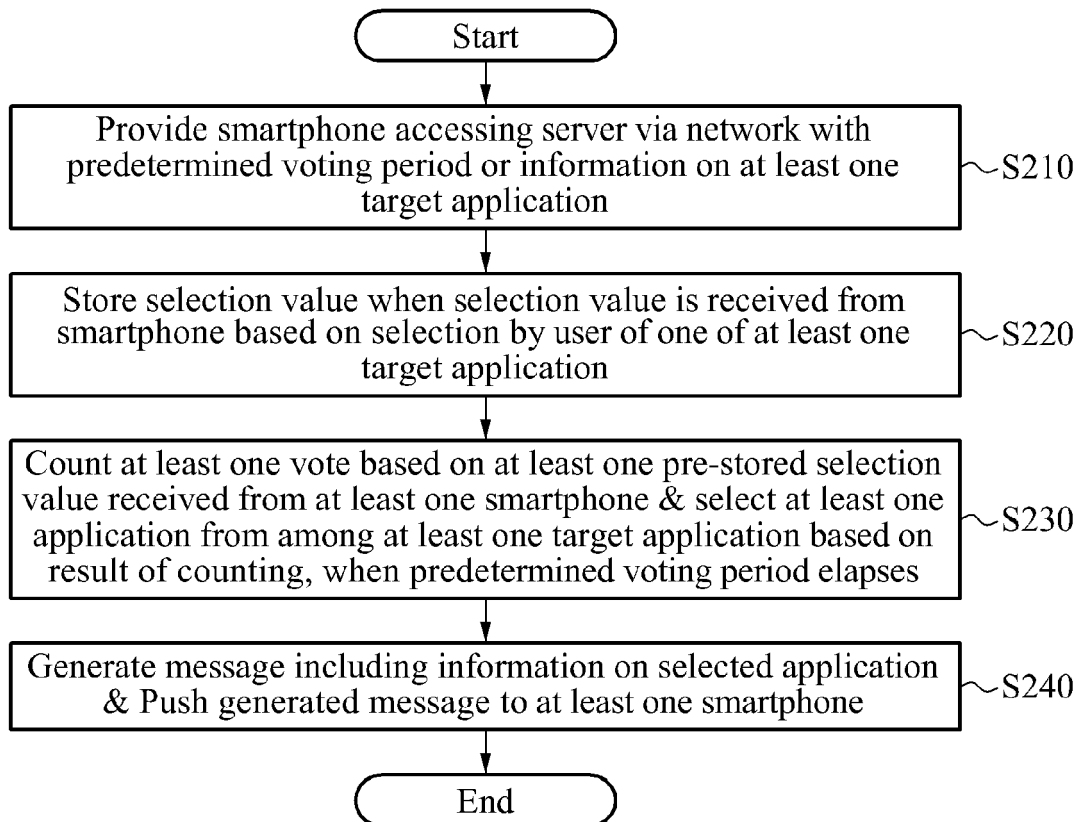 Start
Provide smartphone accessing server via network with
predetermined voting period or information on at least one
target application
S210
Store selection value when selection value is received from
smartphone based on selection by user of one of at least one
target application
S220
Count at least one vote based on at least one pre-stored selection
value received from at least one smartphone & select at least one
application from among at least one target application based on
result of counting, when predetermined voting period elapses
S230
Generate message including information on selected application
& Push generated message to at least one smartphone
S240
End